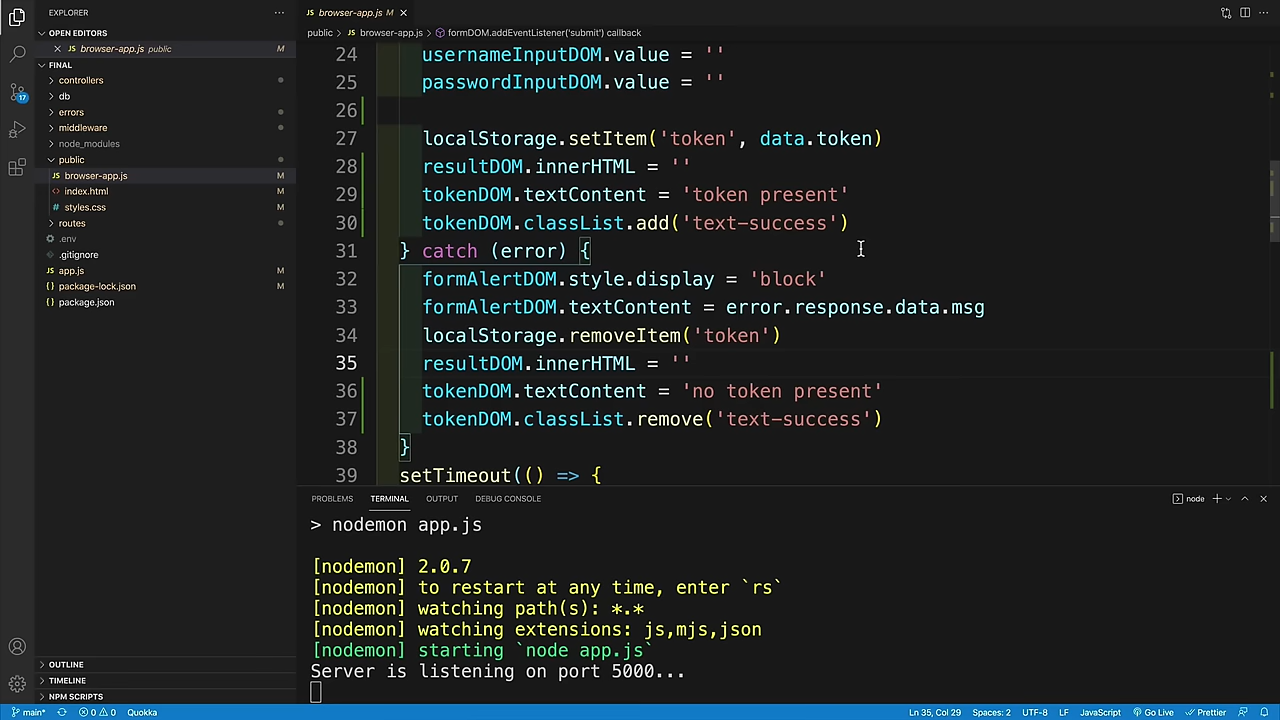 EXPLORER
OPEN EDITORS
JS browser-app.js public M
FINAL
controllers
db
errors
middleware
node_modules
public
JS browser-app.js M
<> index.html M
styles.css M
routes
.env
.gitignore
JS app.js M
{} package-lock.json M
{} package.json
OUTLINE
TIMELINE
NPM SCRIPTS
17
JS browser-app.js M
public > JS browser-app.js > formDOM.addEventListener('submit') callback
24 usernameInputDOM.value = ''
25 passwordInputDOM.value = ''
26
27 localStorage.setItem('token', data.token)
28 resultDOM.innerHTML = ''
29 tokenDOM.textContent = 'token present'
30 tokenDOM.classList.add('text-success')
31 } catch (error) {
32 formAlertDOM.style.display = 'block'
33 formAlertDOM.textContent = error.response.data.msg
34 localStorage.removeItem('token')
35 resultDOM.innerHTML = ''
36 tokenDOM.textContent = 'no token present'
37 tokenDOM.classList.remove('text-success')
38 }
39 setTimeout(() => {
PROBLEMS TERMINAL OUTPUT DEBUG CONSOLE
node
> nodemon app.js
[nodemon] 2.0.7
[nodemon] to restart at any time, enter `rs`
[nodemon] watching path(s): *.*
[nodemon] watching extensions: js,mjs,json
[nodemon] starting `node app.js`
Server is listening on port 5000...
main* 0 0 Quokka
Ln 35, Col 29 Spaces: 2 UTF-8 LF JavaScript Go Live Prettier